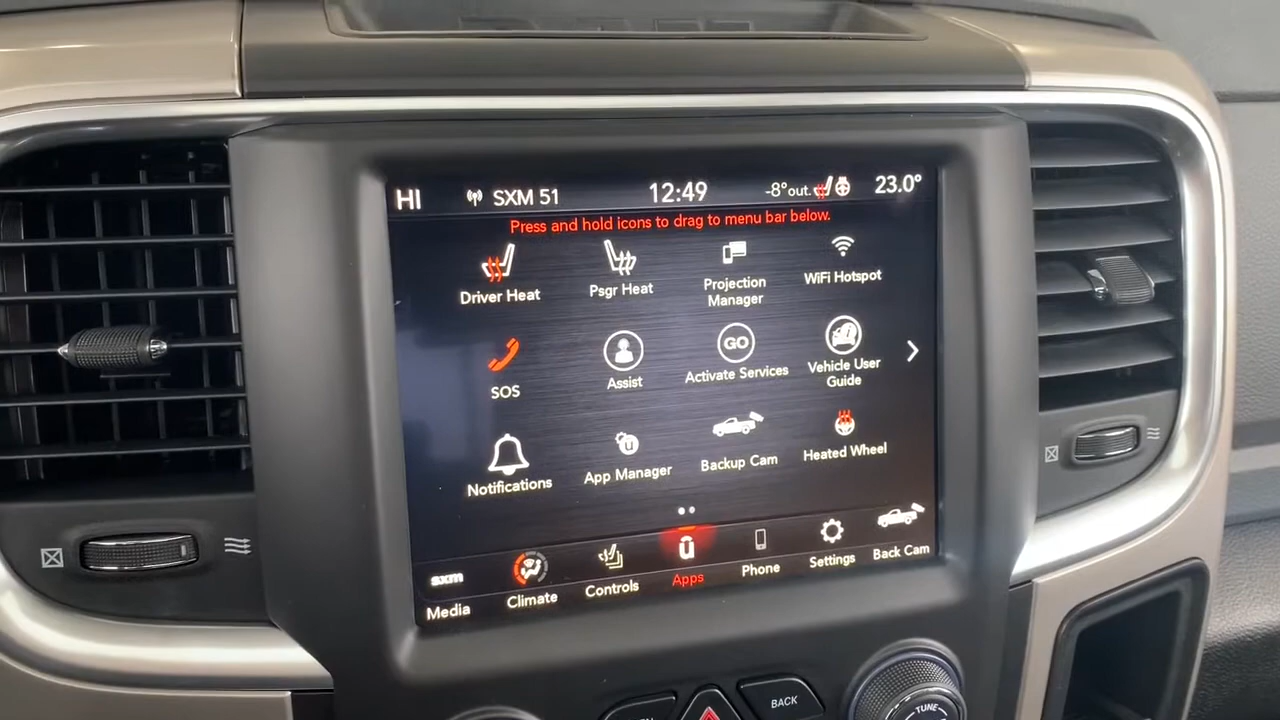 HI
SXM 51
12:49
-8°out.
23.0°
Press and hold icons to drag to menu bar below.
Driver Heat
Psgr Heat
Projection
Manager
WiFi Hotspot
SOS
Assist
GO
Activate Services
Vehicle User
Guide
Notifications
App Manager
Backup Cam
Heated Wheel
sxm
Media
Climate
Controls
Apps
Phone
Settings
Back Cam
BACK
TUNE